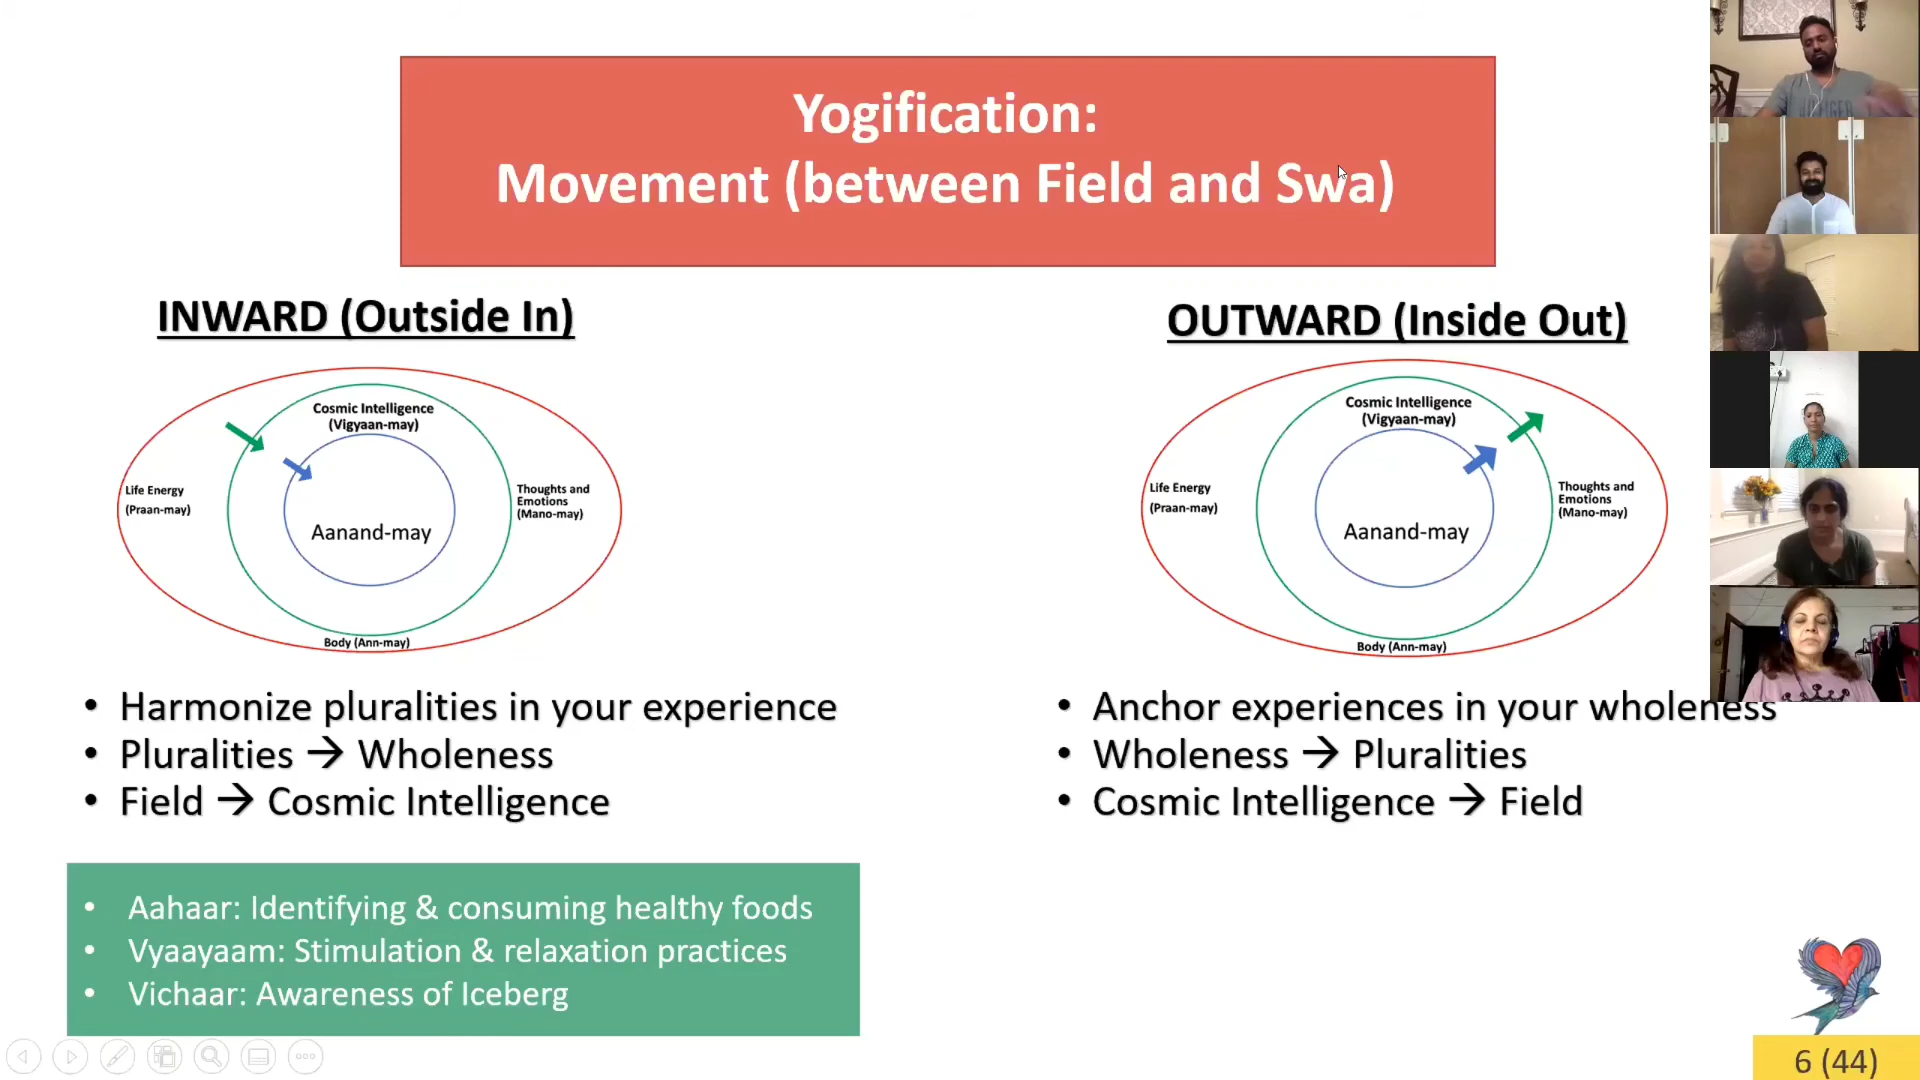 Yogification:
Movement (between Field and Swa)
INWARD (Outside In)
Cosmic Intelligence
(Vigyaan-may)
Life Energy
(Praan-may)
Thoughts and
Emotions
(Mano-may)
Aanand-may
Body (Ann-may)
• Harmonize pluralities in your experience
• Pluralities → Wholeness
• Field → Cosmic Intelligence
• Aahaar: Identifying & consuming healthy foods
• Vyaayaam: Stimulation & relaxation practices
• Vichaar: Awareness of Iceberg
OUTWARD (Inside Out)
Cosmic Intelligence
(Vigyaan-may)
Life Energy
(Praan-may)
Thoughts and
Emotions
(Mano-may)
Aanand-may
Body (Ann-may)
• Anchor experiences in your wholeness
• Wholeness → Pluralities
• Cosmic Intelligence → Field
6 (44)